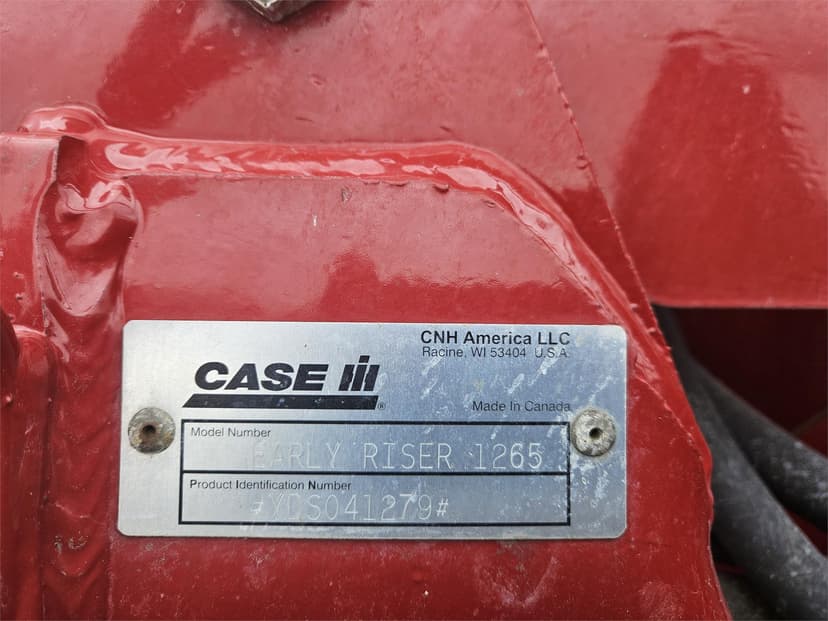 CNH America LLC
Racine, WI 53404 U.S.A.
CASE IH
®
Made In Canada
Model Number
EARLY RISER 1265
Product Identification Number
#YDS041279#